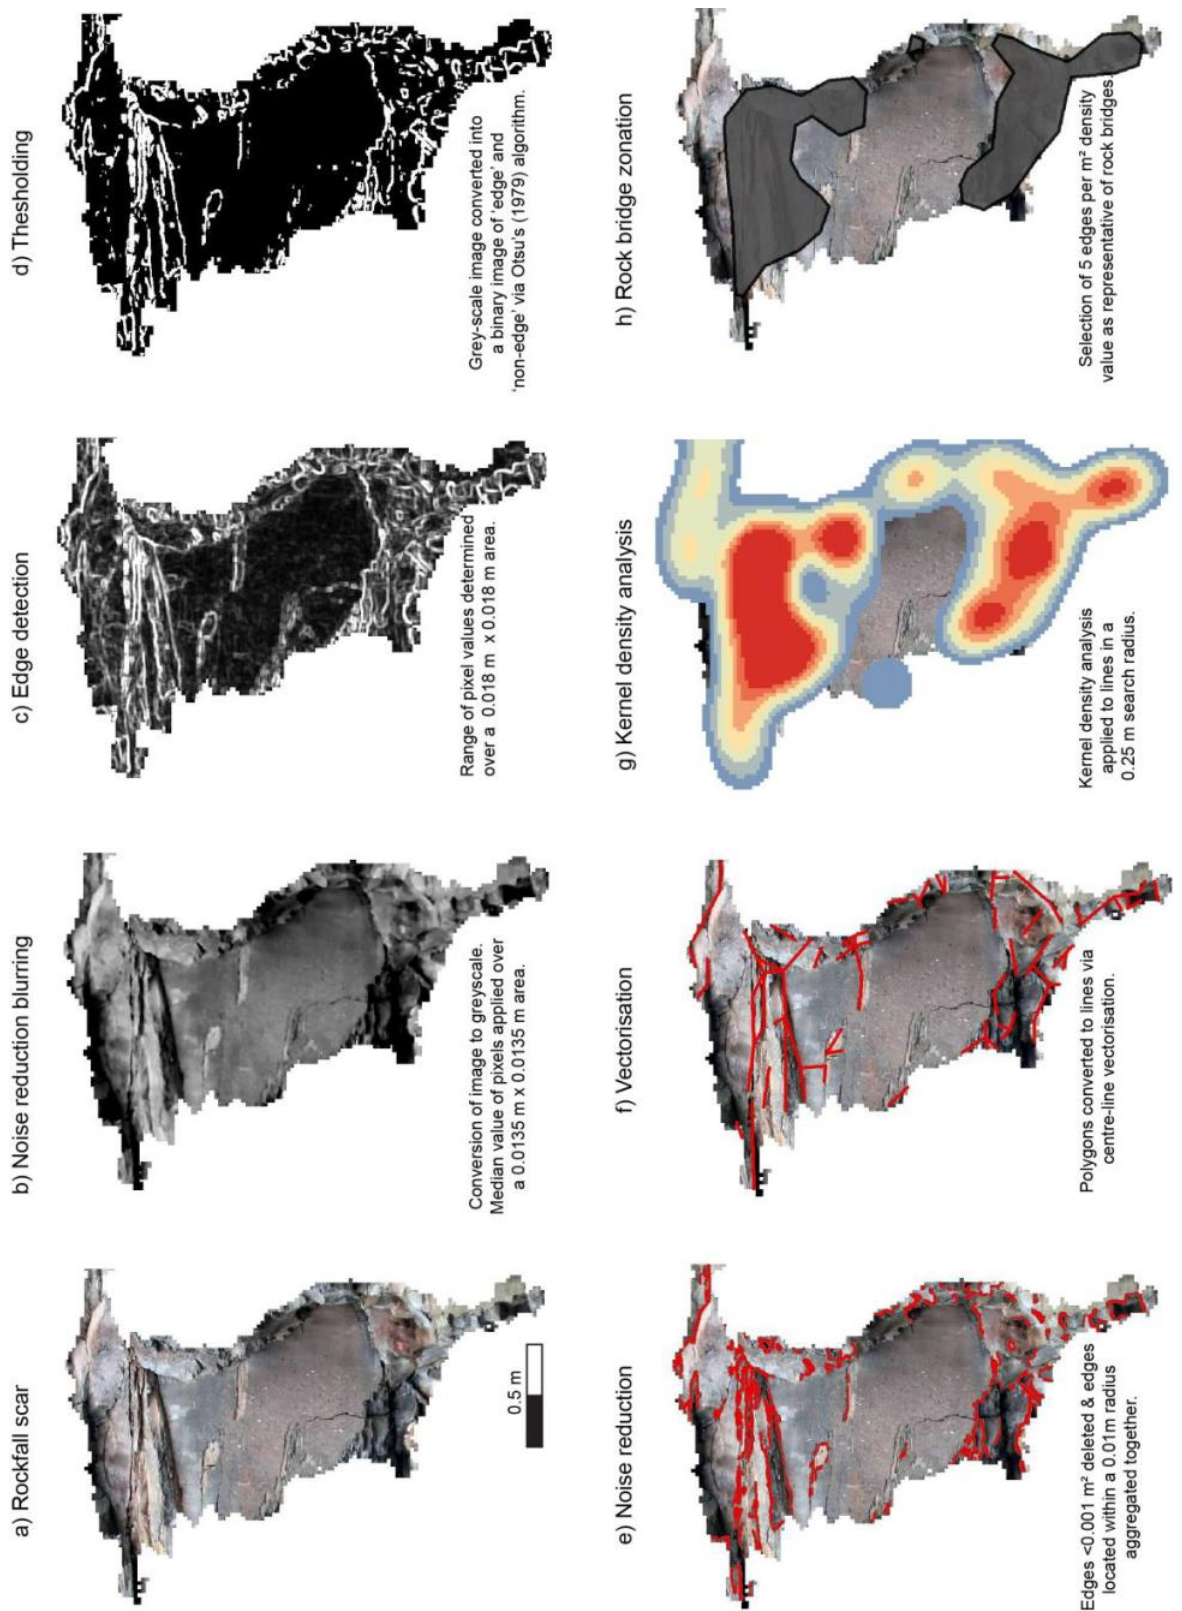 a) Rockfall scar
0.5 m
b) Noise reduction blurring
Conversion of image to greyscale.
Median value of pixels applied over
a 0.0135 m x 0.0135 m area.
c) Edge detection
Range of pixel values determined
over a 0.018 m x 0.018 m area.
d) Thesholding
Grey-scale image converted into
a binary image of 'edge' and
'non-edge' via Otsu's (1979) algorithm.
e) Noise reduction
Edges <0.001 m² deleted & edges
located within a 0.01m radius
aggregated together.
f) Vectorisation
Polygons converted to lines via
centre-line vectorisation.
g) Kernel density analysis
Kernel density analysis
applied to lines in a
0.25 m search radius.
h) Rock bridge zonation
Selection of 5 edges per m² density
value as representative of rock bridges.